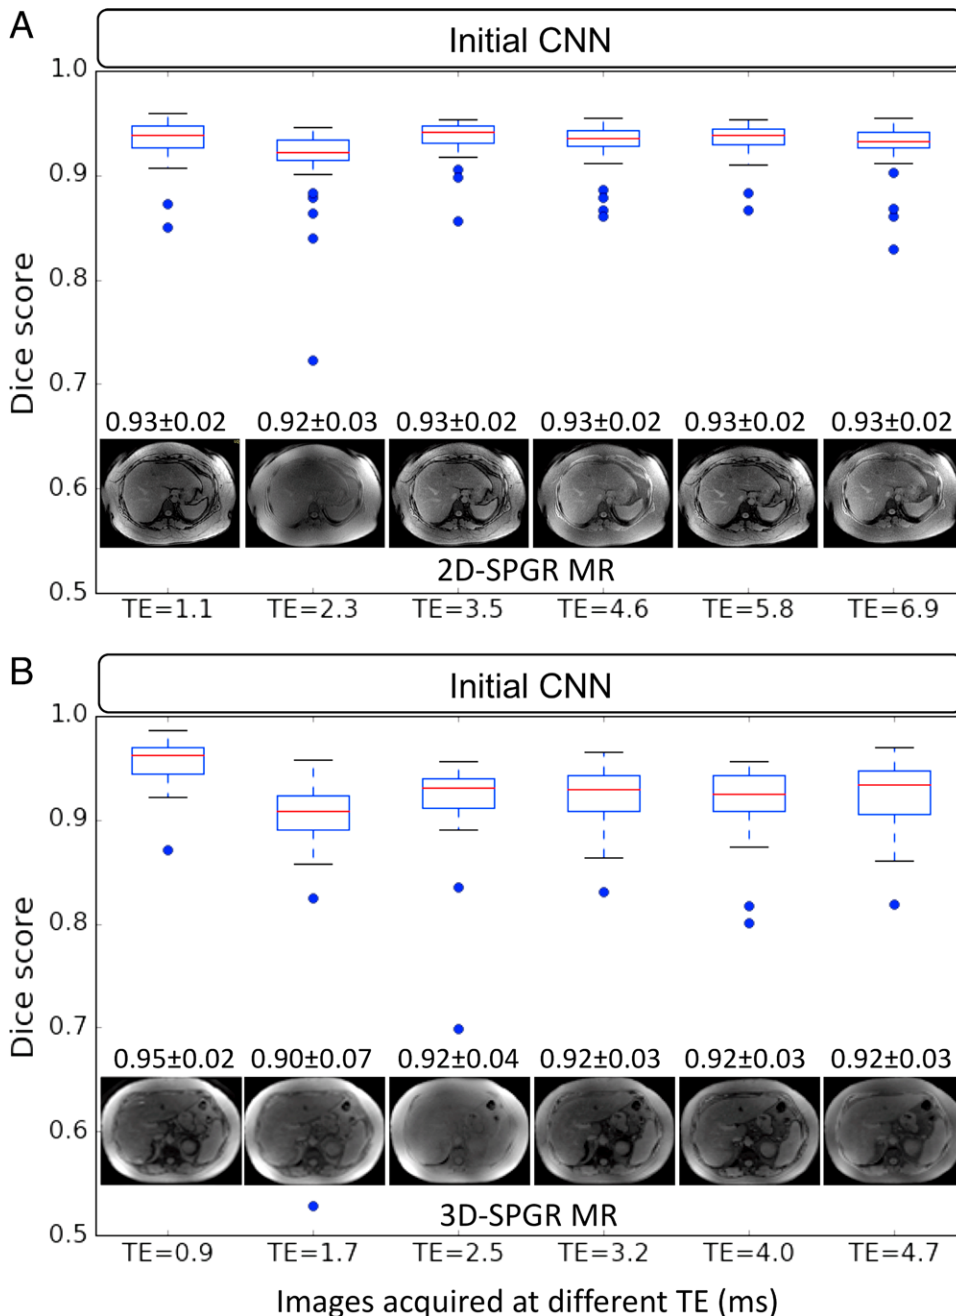 A
Initial CNN
1.0
0.9
0.8
0.7
0.6
0.5
Dice score
0.93±0.02 0.92±0.03 0.93±0.02 0.93±0.02 0.93±0.02 0.93±0.02
2D-SPGR MR
TE=1.1 TE=2.3 TE=3.5 TE=4.6 TE=5.8 TE=6.9
B
Initial CNN
1.0
0.9
0.8
0.7
0.6
0.5
Dice score
0.95±0.02 0.90±0.07 0.92±0.04 0.92±0.03 0.92±0.03 0.92±0.03
3D-SPGR MR
TE=0.9 TE=1.7 TE=2.5 TE=3.2 TE=4.0 TE=4.7
Images acquired at different TE (ms)